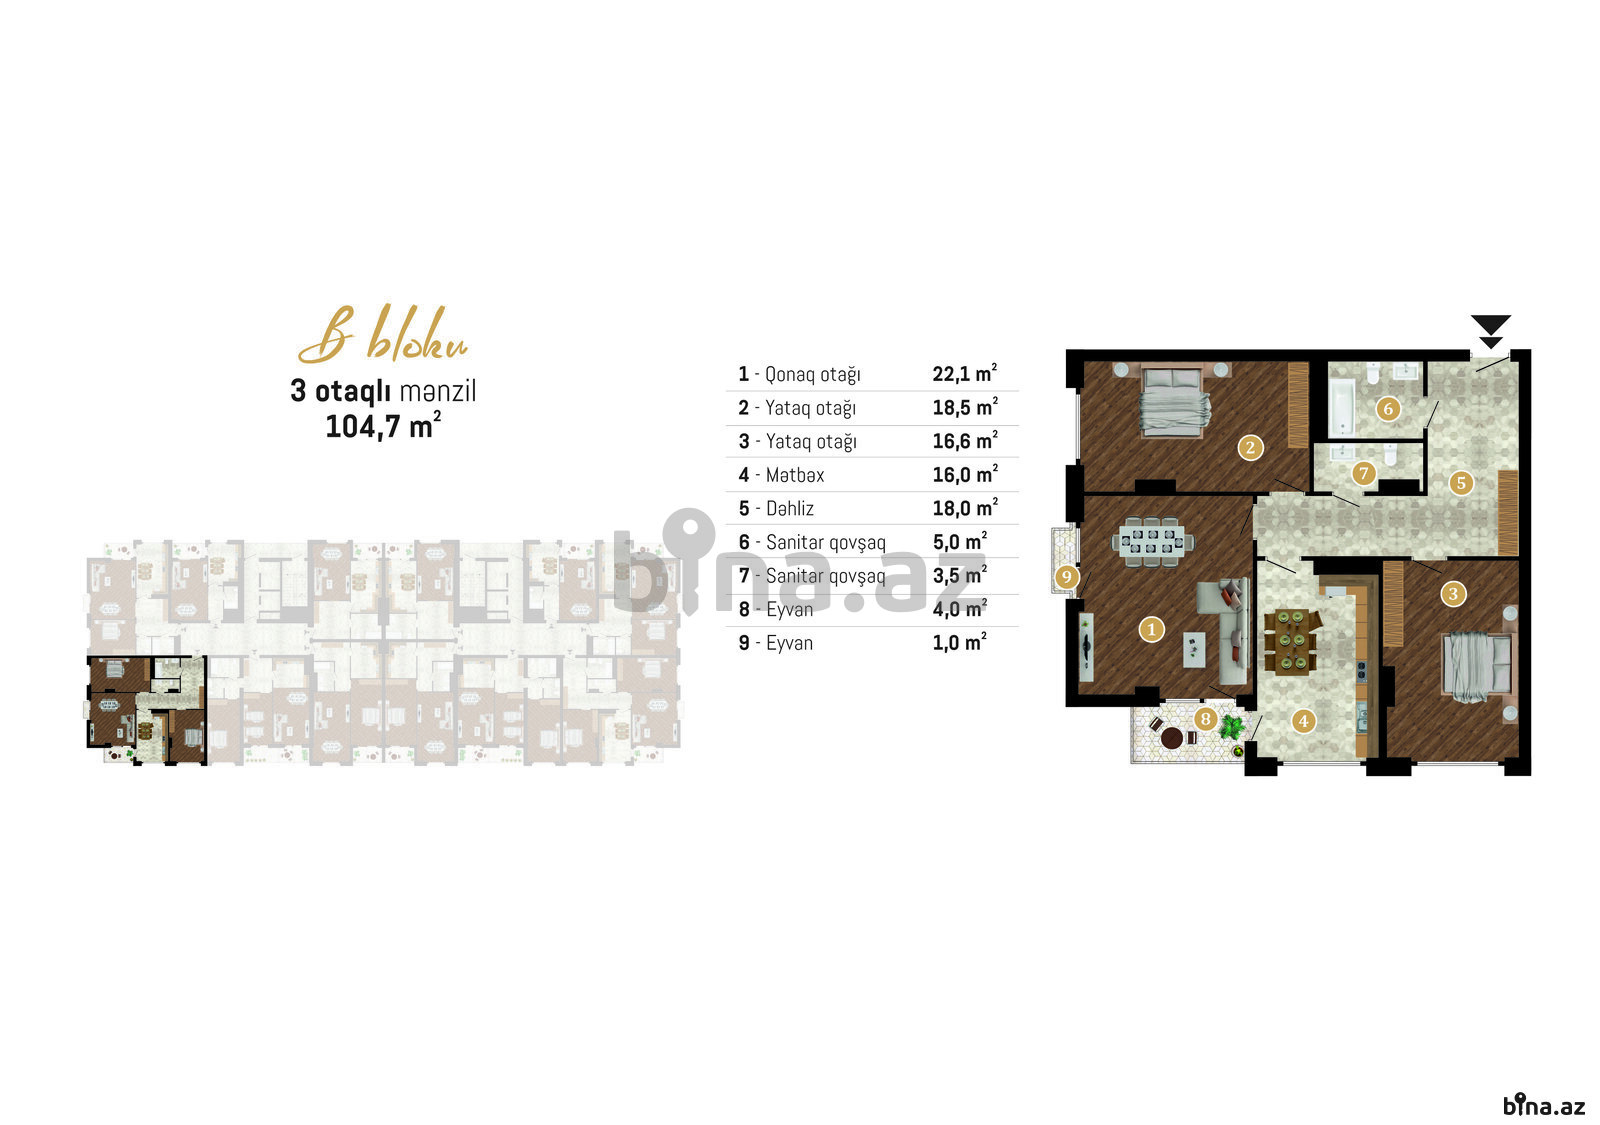 B bloku
3 otaqlı mənzil
104,7 m²
1 - Qonaq otağı 22,1 m²
2 - Yataq otağı 18,5 m²
3 - Yataq otağı 16,6 m²
4 - Mətbəx 16,0 m²
5 - Dəhliz 18,0 m²
6 - Sanitar qovşaq 5,0 m²
7 - Sanitar qovşaq 3,5 m²
8 - Eyvan 4,0 m²
9 - Eyvan 1,0 m²
bina.az
2
6
7
5
9
1
3
8
4
bina.az